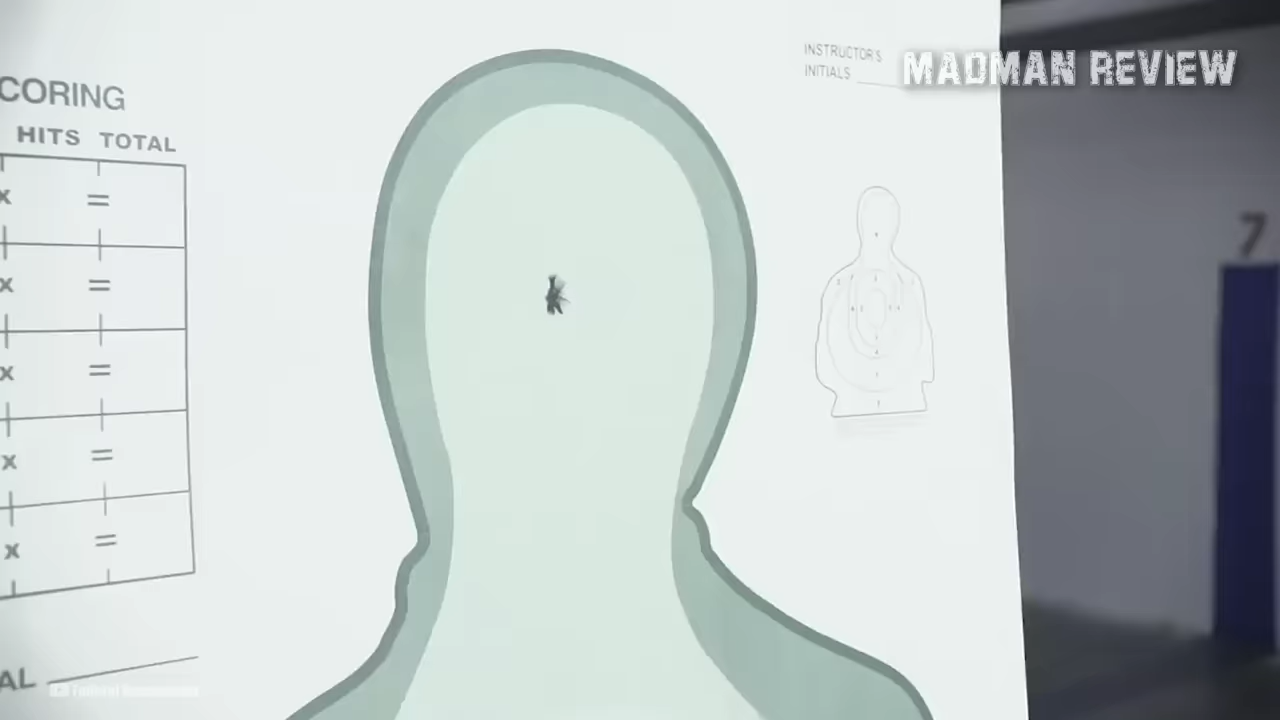 CORING
HITS TOTAL
x =
x =
x =
x =
x =
AL
INSTRUCTOR'S
INITIALS
MADMAN REVIEW
7